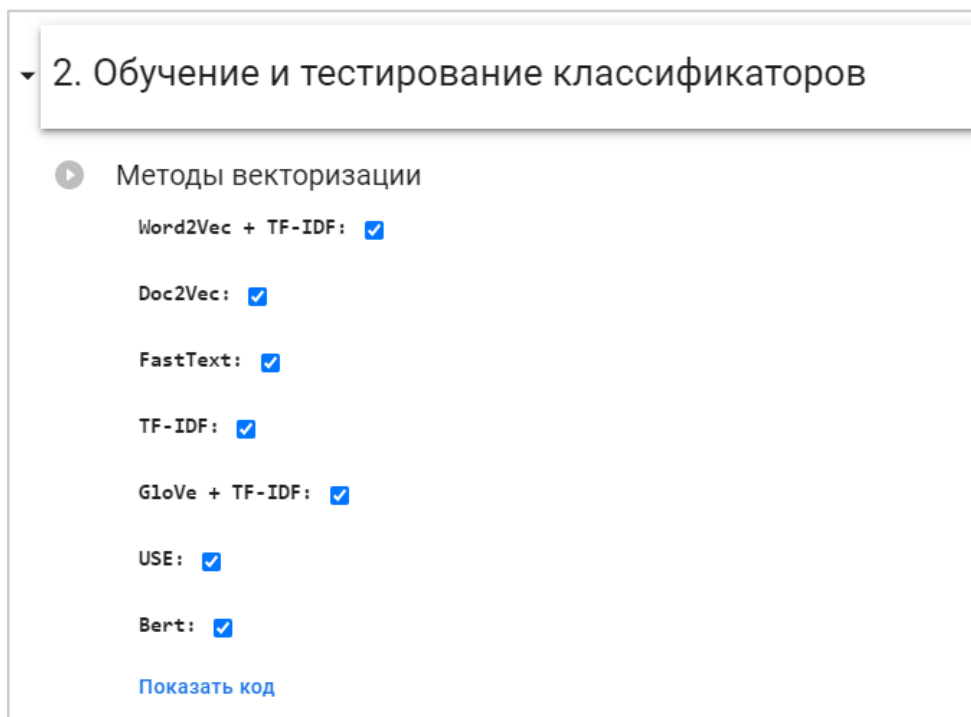 2. Обучение и тестирование классификаторов
Методы векторизации
Word2Vec + TF-IDF:
Doc2Vec:
FastText:
TF-IDF:
GloVe + TF-IDF:
USE:
Bert:
Показать код